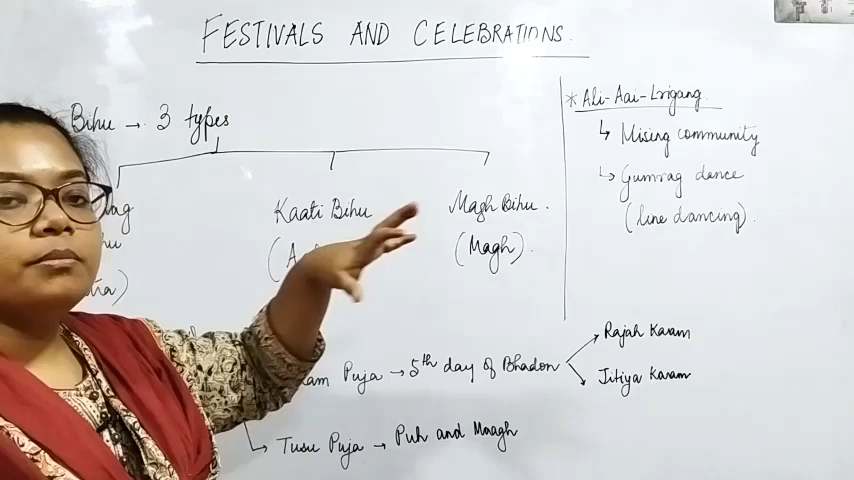 FESTIVALS AND CELEBRATIONS.
Bihu → 3 types
Kaati Bihu
Magh Bihu.
(Magh).
* Ali-Aai-Lrigang
↳ Mising community
↳ Gumrag dance
(line dancing).
Puja → 5th day of Bhadon
Rajah Karam
Jitiya Karam
↳ Tusu Puja → Puh and Maagh